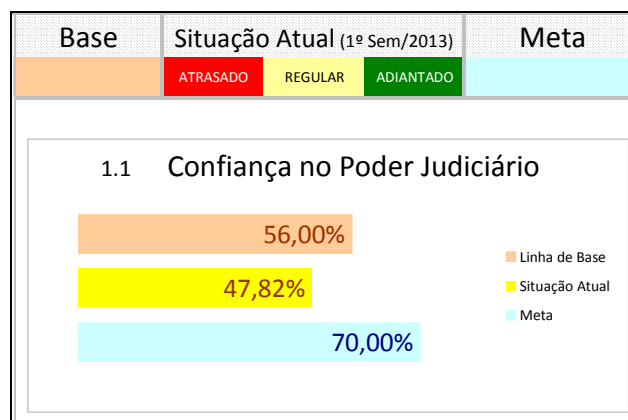 Base Situação Atual (1º Sem/2013) Meta
ATRASADO REGULAR ADIANTADO
1.1 Confiança no Poder Judiciário
56,00%
47,82%
70,00%
Linha de Base
Situação Atual
Meta